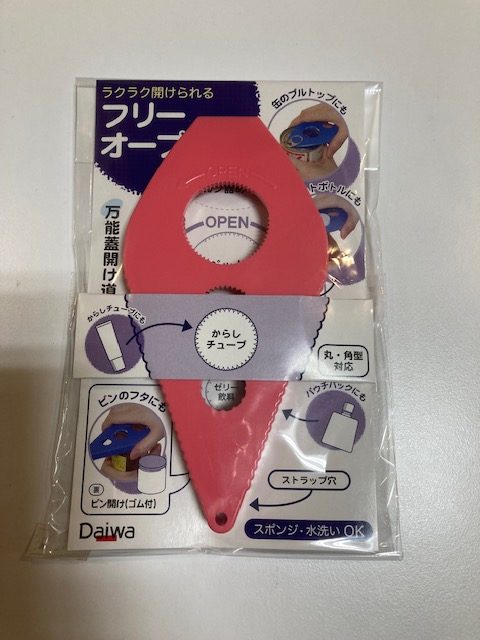 ラクラク開けられる
フリー
オープ
万能蓋開け道
缶のプルトップにも
トボトルにも
OPEN
OPEN
からしチューブにも
からし
チューブ
丸・角型
対応
ゼリー
飲料
パウチパックにも
ビンのフタにも
裏
ビン開け(ゴム付)
ストラップ穴
Daiwa
スポンジ・水洗いOK